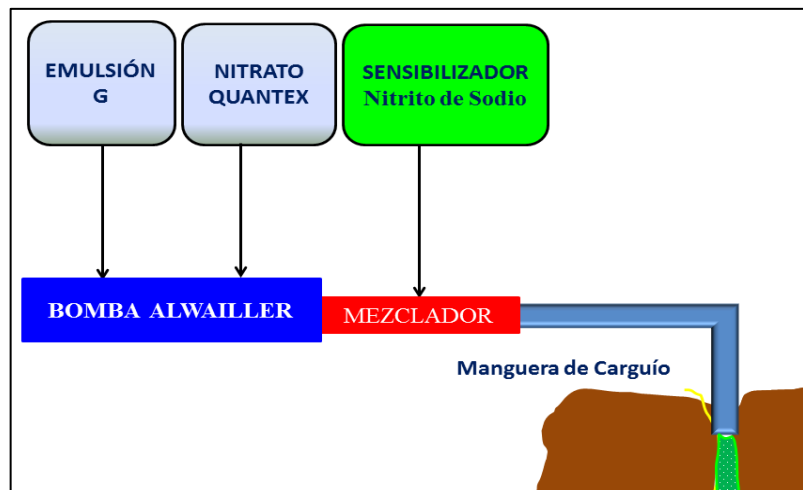 EMULSIÓN
G
NITRATO
QUANTEX
SENSIBILIZADOR
Nitrito de Sodio
BOMBA ALWAILLER
MEZCLADOR
Manguera de Carguío